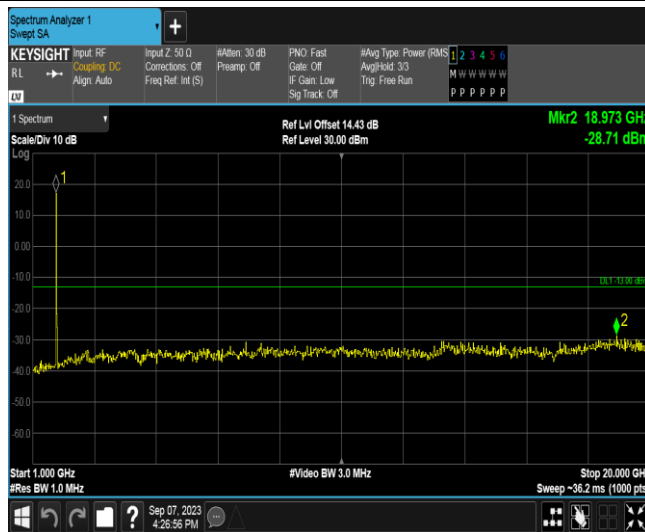 Spectrum Analyzer 1
Swept SA
KEYSIGHT
RL
LXI
Input: RF
Coupling: DC
Align: Auto
Input Z: 50 Ω
Corrections: Off
Freq Ref: Int (S)
#Atten: 30 dB
Preamp: Off
PNO: Fast
Gate: Off
IF Gain: Low
Sig Track: Off
#Avg Type: Power (RMS
Avg|Hold: 3/3
Trig: Free Run
1 2 3 4 5 6
M W W W W W
P P P P P P
1 Spectrum
Scale/Div 10 dB
Ref Lvl Offset 14.43 dB
Ref Level 30.00 dBm
Mkr2 18.973 GH
-28.71 dBm
Log
1
20.0
10.0
0.00
-10.0
DL1 -13.00 dB
-20.0
2
-30.0
-40.0
-50.0
-60.0
Start 1.000 GHz
#Video BW 3.0 MHz
Stop 20.000 GH
#Res BW 1.0 MHz
Sweep ~36.2 ms (1000 pts
?
Sep 07, 2023
4:26:56 PM